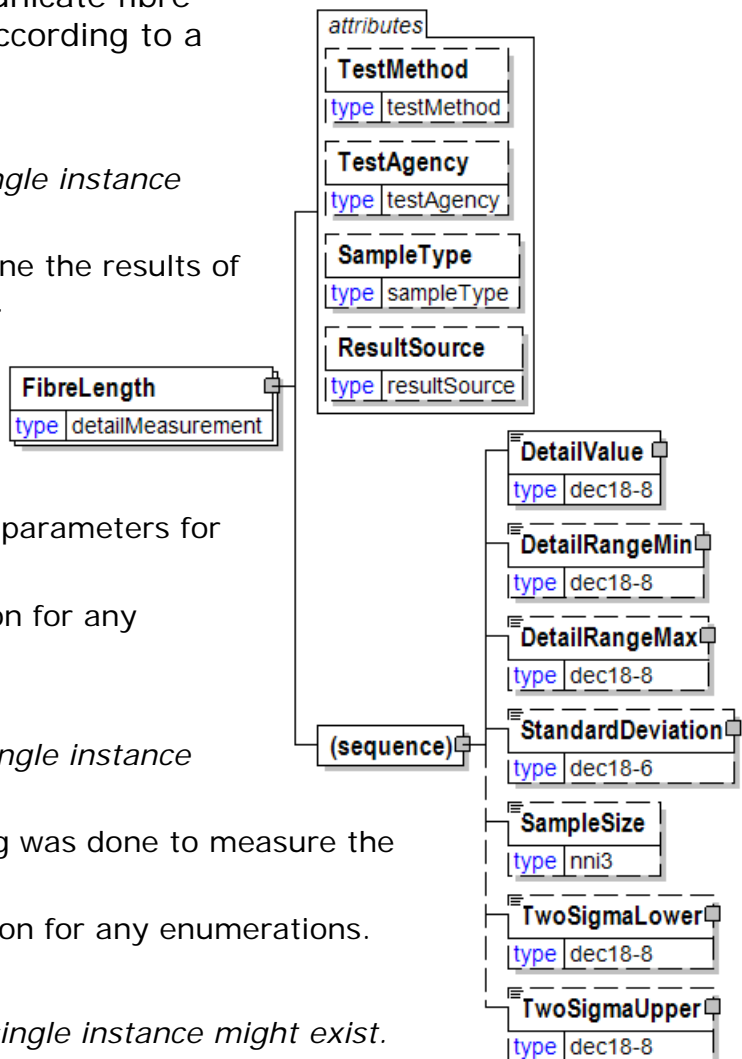 unicate fibre
ccording to a
ngle instance
ne the results of
parameters for
on for any
ngle instance
g was done to measure the
on for any enumerations.
single instance might exist.
FibreLength
type detailMeasurement
attributes
TestMethod
type testMethod
TestAgency
type testAgency
SampleType
type sampleType
ResultSource
type resultSource
(sequence)
DetailValue
type dec18-8
DetailRangeMin
type dec18-8
DetailRangeMax
type dec18-8
StandardDeviation
type dec18-6
SampleSize
type nni3
TwoSigmaLower
type dec18-8
TwoSigmaUpper
type dec18-8